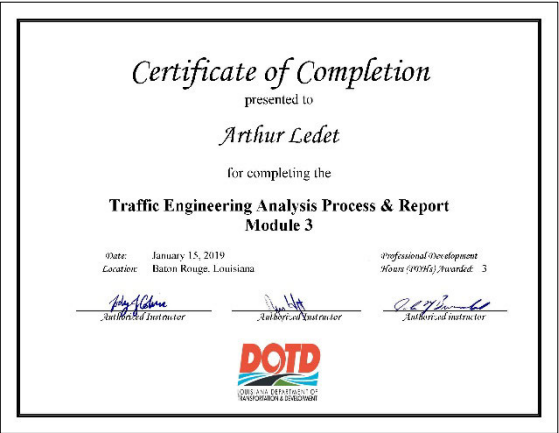 Certificate of Completion
presented to
Arthur Ledet
for completing the
Traffic Engineering Analysis Process & Report
Module 3
Date: January 15, 2019
Location: Baton Rouge, Louisiana
Professional Development
Hours (PDHs) Awarded: 3
Authorized Instructor
Authorized Instructor
Authorized instructor
DOTD
LOUISIANA DEPARTMENT OF
TRANSPORTATION & DEVELOPMENT